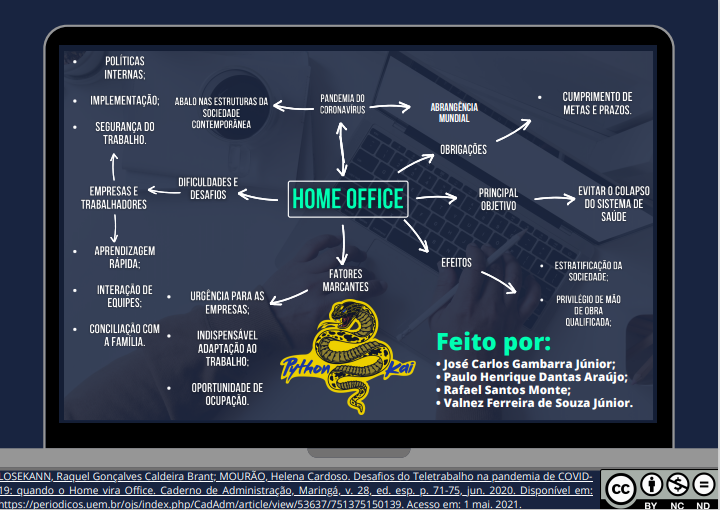 • POLÍTICAS
INTERNAS;
• IMPLEMENTAÇÃO;
• SEGURANÇA DO
TRABALHO.
ABALO NAS ESTRUTURAS DA
SOCIEDADE
CONTEMPORÂNEA
PANDEMIA DO
CORONAVÍRUS
ABRANGÊNCIA
MUNDIAL
• CUMPRIMENTO DE
METAS E PRAZOS.
OBRIGAÇÕES
EMPRESAS E
TRABALHADORES
DIFICULDADES E
DESAFIOS
HOME OFFICE
PRINCIPAL
OBJETIVO
EVITAR O COLAPSO
DO SISTEMA DE
SAÚDE
• APRENDIZAGEM
RÁPIDA;
• INTERAÇÃO DE
EQUIPES;
• CONCILIAÇÃO COM
A FAMÍLIA.
FATORES
MARCANTES
• URGÊNCIA PARA AS
EMPRESAS;
• INDISPENSÁVEL
ADAPTAÇÃO AO
TRABALHO;
• OPORTUNIDADE DE
OCUPAÇÃO.
EFEITOS
• ESTRATIFICAÇÃO DA
SOCIEDADE;
• PRIVILÉGIO DE MÃO
DE OBRA
QUALIFICADA;
Python Kai
Feito por:
• José Carlos Gambarra Júnior;
• Paulo Henrique Dantas Araújo;
• Rafael Santos Monte;
• Valnez Ferreira de Souza Júnior.
LOSEKANN, Raquel Gonçalves Caldeira Brant; MOURÃO, Helena Cardoso. Desafios do Teletrabalho na pandemia de COVID-
19: quando o Home vira Office. Caderno de Administração, Maringá, v. 28, ed. esp. p. 71-75, jun. 2020. Disponível em:
https://periodicos.uem.br/ojs/index.php/CadAdm/article/view/53637/751375150139. Acesso em: 1 mai. 2021.
CC
BY NC ND